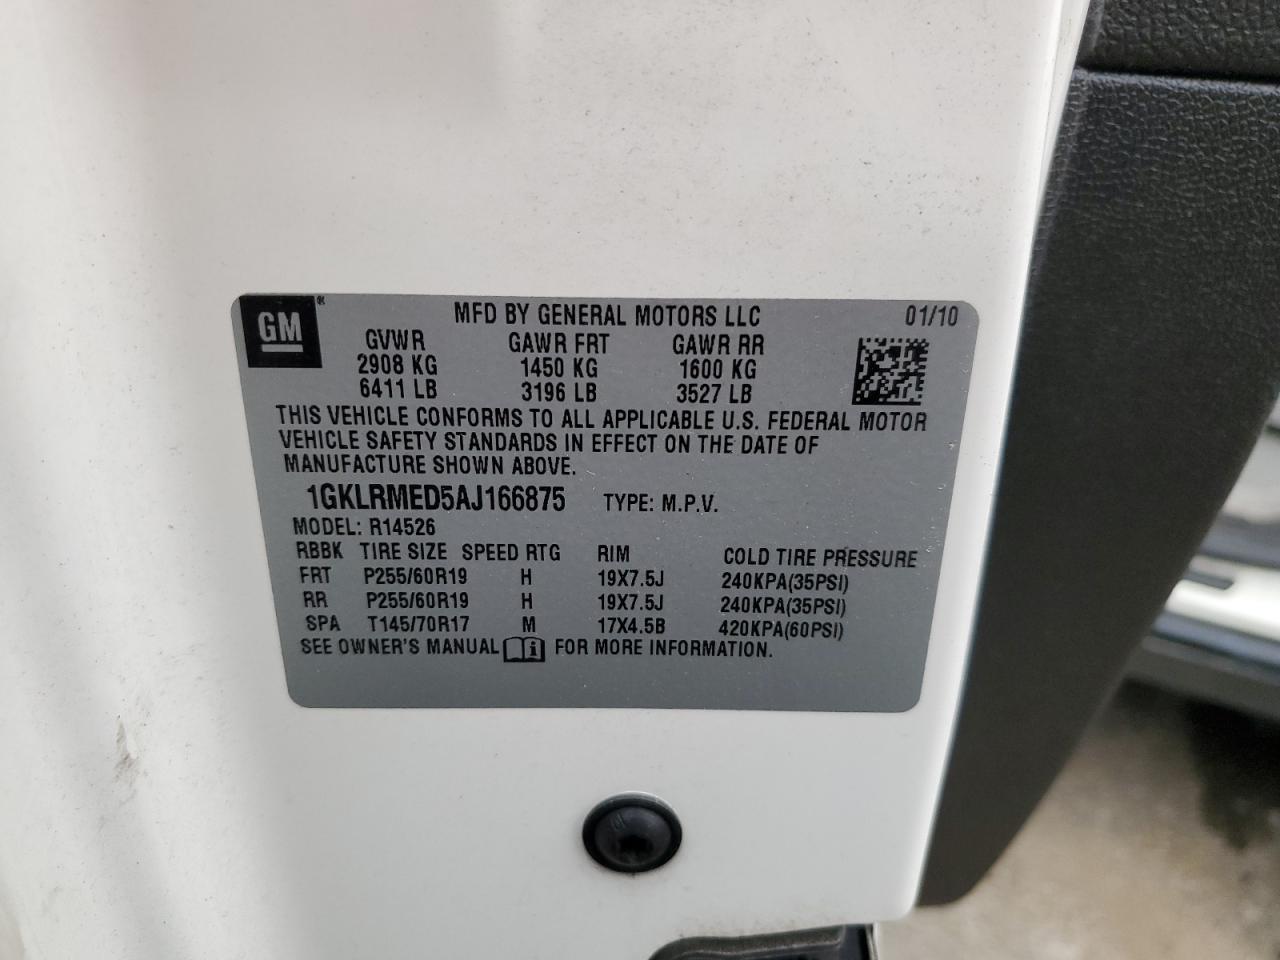 GM® MFD BY GENERAL MOTORS LLC 01/10
GVWR GAWR FRT GAWR RR
2908 KG 1450 KG 1600 KG
6411 LB 3196 LB 3527 LB
THIS VEHICLE CONFORMS TO ALL APPLICABLE U.S. FEDERAL MOTOR
VEHICLE SAFETY STANDARDS IN EFFECT ON THE DATE OF
MANUFACTURE SHOWN ABOVE.
1GKLRMED5AJ166875 TYPE: M.P.V.
MODEL: R14526
RBBK TIRE SIZE SPEED RTG RIM COLD TIRE PRESSURE
FRT P255/60R19 H 19X7.5J 240KPA(35PSI)
RR P255/60R19 H 19X7.5J 240KPA(35PSI)
SPA T145/70R17 M 17X4.5B 420KPA(60PSI)
SEE OWNER'S MANUAL FOR MORE INFORMATION.